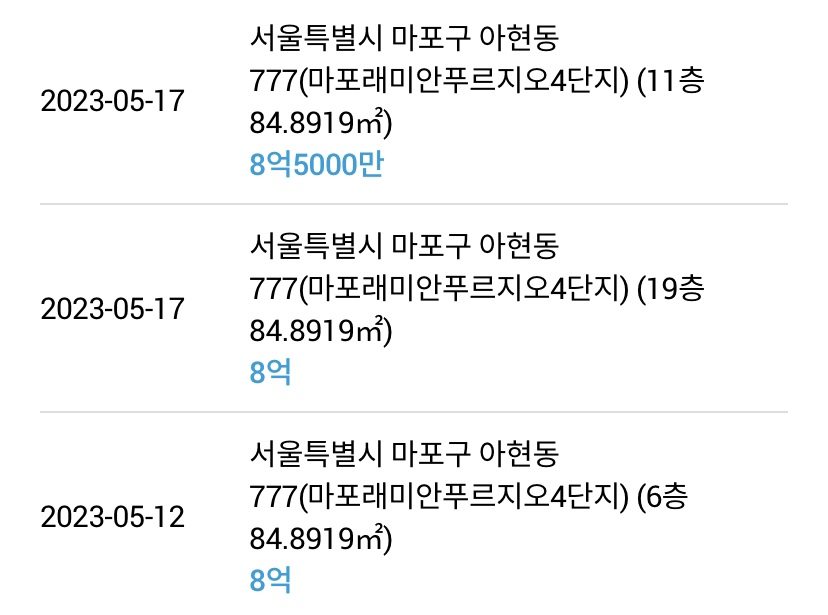 서울특별시 마포구 아현동
777(마포래미안푸르지오4단지) (11층
2023-05-17
84.8919㎡)
8억5000만
서울특별시 마포구 아현동
777(마포래미안푸르지오4단지) (19층
2023-05-17
84.8919㎡)
8억
서울특별시 마포구 아현동
777(마포래미안푸르지오4단지) (6층
2023-05-12
84.8919㎡)
8억